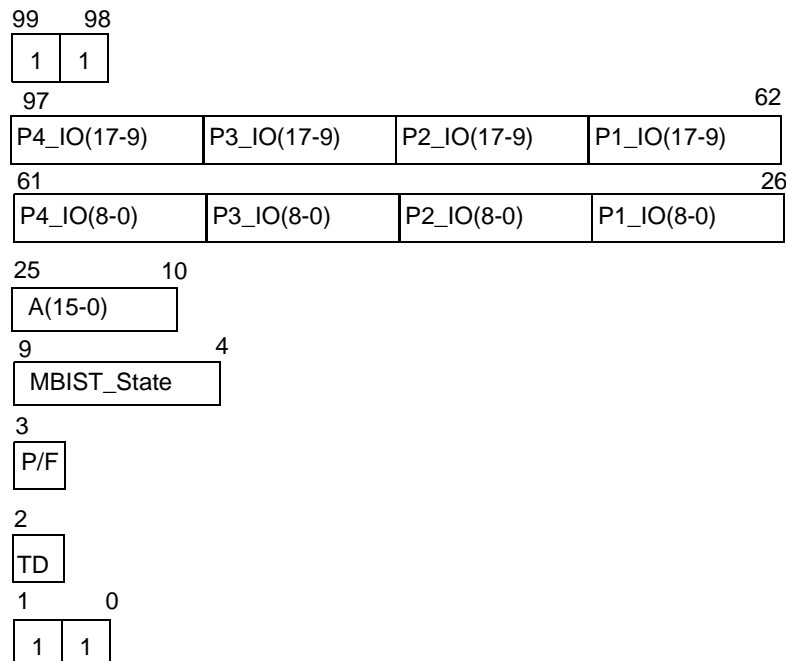 99 98
1 1
97 62
P4_IO(17-9) P3_IO(17-9) P2_IO(17-9) P1_IO(17-9)
61 26
P4_IO(8-0) P3_IO(8-0) P2_IO(8-0) P1_IO(8-0)
25 10
A(15-0)
9 4
MBIST_State
3
P/F
2
TD
1 0
1 1